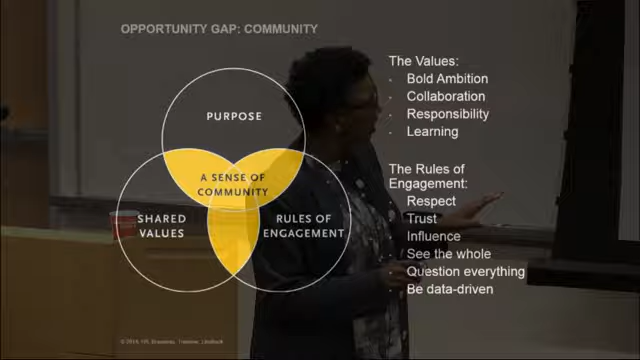 OPPORTUNITY GAP: COMMUNITY
PURPOSE
A SENSE OF
COMMUNITY
SHARED
VALUES
RULES OF
ENGAGEMENT
The Values:
Bold Ambition
Collaboration
Responsibility
Learning
The Rules of
Engagement:
Respect
Trust
Influence
See the whole
Question everything
Be data-driven